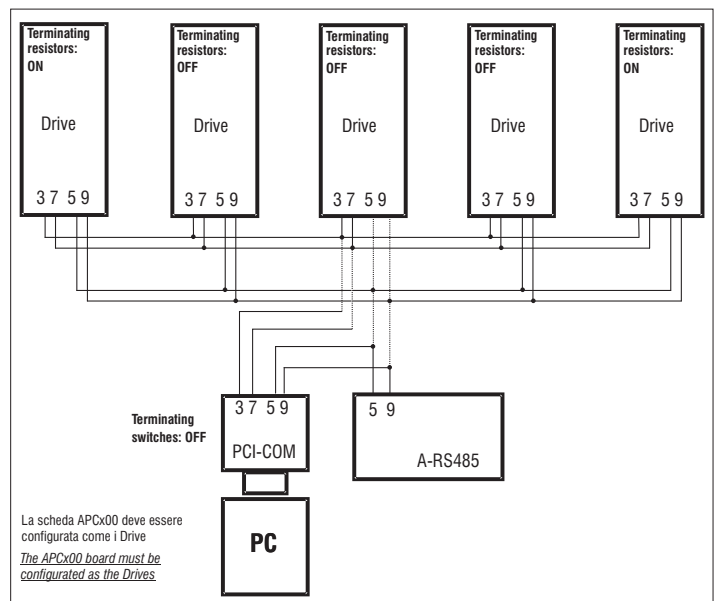 Terminating
resistors:
ON
Drive
3 7 5 9
Terminating
resistors:
OFF
Drive
3 7 5 9
Terminating
resistors:
OFF
Drive
3 7 5 9
Terminating
resistors:
OFF
Drive
3 7 5 9
Terminating
resistors:
ON
Drive
3 7 5 9
Terminating
switches: OFF
3 7 5 9
PCI-COM
5 9
A-RS485
PC
La scheda APCx00 deve essere
configurata come i Drive
The APCx00 board must be
configurated as the Drives